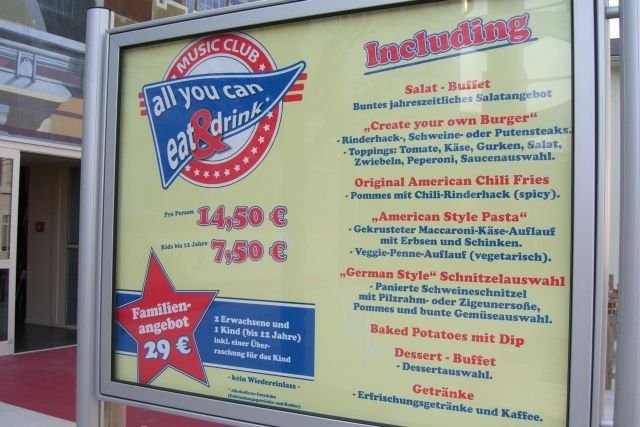 MUSIC CLUB
all you can
eat & drink
Pro Person 14,50 €
Kids bis 12 Jahre 7,50 €
Familien-
angebot
29 €
2 Erwachsene und
1 Kind (bis 12 Jahre)
inkl. einer Über-
raschung für das Kind
- kein Wiedereinlass -
* alkoholfreie Getränke
(Erfrischungsgetränke und Kaffee)
Including
Salat - Buffet
Buntes jahreszeitliches Salatangebot
„Create your own Burger“
- Rinderhack-, Schweine- oder Putensteaks.
- Toppings: Tomate, Käse, Gurken, Salat,
Zwiebeln, Peperoni, Saucenauswahl.
Original American Chili Fries
- Pommes mit Chili-Rinderhack (spicy).
„American Style Pasta“
- Gekrusteter Maccaroni-Käse-Auflauf
mit Erbsen und Schinken.
- Veggie-Penne-Auflauf (vegetarisch).
„German Style“ Schnitzelauswahl
- Panierte Schweineschnitzel
mit Pilzrahm- oder Zigeunersoße,
Pommes und bunte Gemüseauswahl.
Baked Potatoes mit Dip
Dessert - Buffet
- Dessertauswahl.
Getränke
- Erfrischungsgetränke und Kaffee.